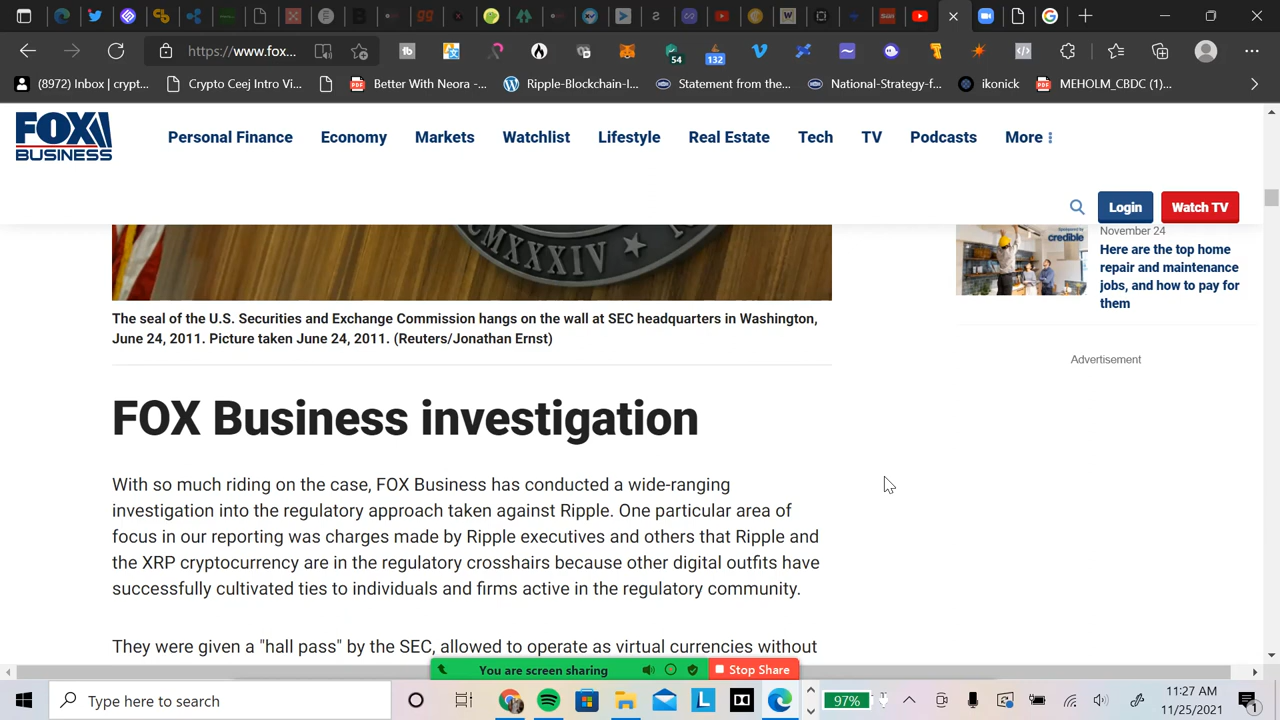 https://www.fox...
54
132
(8972) Inbox | crypt...
Crypto Ceej Intro Vi...
Better With Neora -...
Ripple-Blockchain-I...
Statement from the...
National-Strategy-f...
ikonick
MEHOLM_CBDC (1)...
FOX
BUSINESS
Personal Finance
Economy
Markets
Watchlist
Lifestyle
Real Estate
Tech
TV
Podcasts
More
Login
Watch TV
MCMXXXIV
credible
November 24
Here are the top home
repair and maintenance
jobs, and how to pay for
them
The seal of the U.S. Securities and Exchange Commission hangs on the wall at SEC headquarters in Washington,
June 24, 2011. Picture taken June 24, 2011. (Reuters/Jonathan Ernst)
Advertisement
FOX Business investigation
With so much riding on the case, FOX Business has conducted a wide-ranging
investigation into the regulatory approach taken against Ripple. One particular area of
focus in our reporting was charges made by Ripple executives and others that Ripple and
the XRP cryptocurrency are in the regulatory crosshairs because other digital outfits have
successfully cultivated ties to individuals and firms active in the regulatory community.
They were given a "hall pass" by the SEC, allowed to operate as virtual currencies without
You are screen sharing
Stop Share
Type here to search
97%
11:27 AM
11/25/2021
1